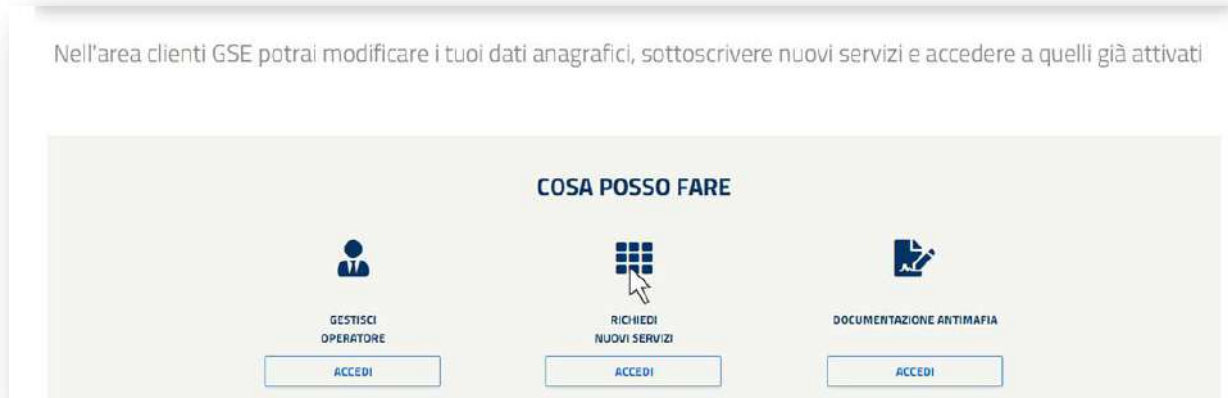 Nell'area clienti GSE potrai modificare i tuoi dati anagrafici, sottoscrivere nuovi servizi e accedere a quelli già attivati
COSA POSSO FARE
GESTISCI
OPERATORE
ACCEDI
RICHIEDI
NUOVI SERVIZI
ACCEDI
DOCUMENTAZIONE ANTIMAFIA
ACCEDI